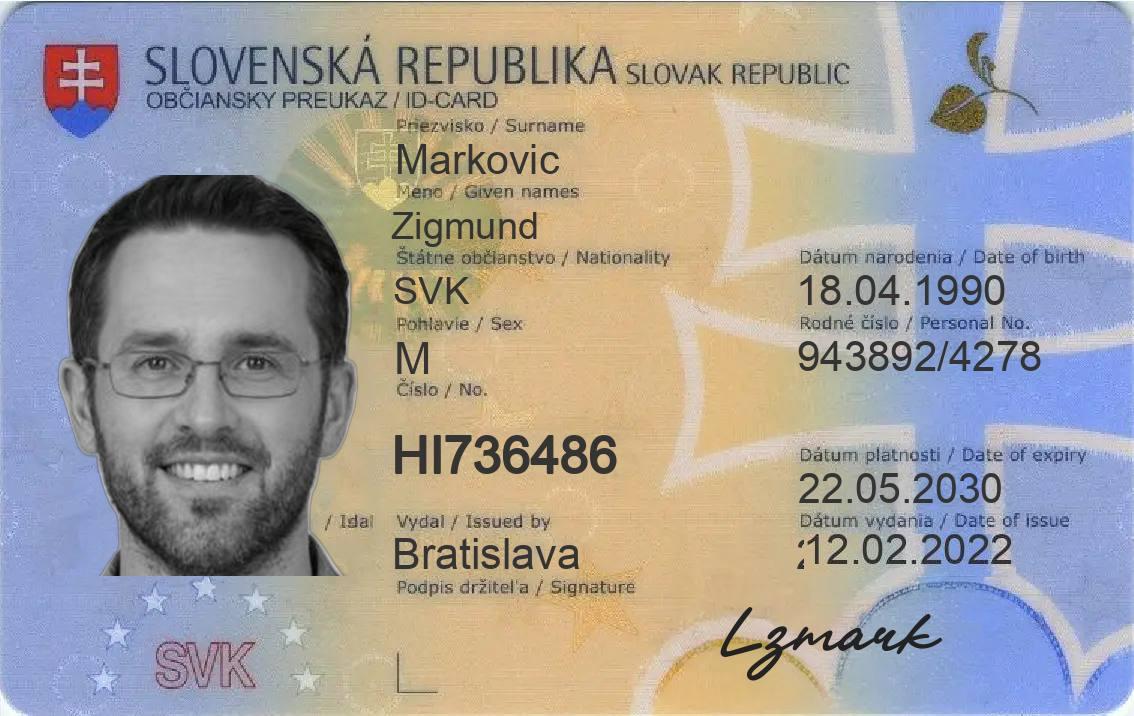 SLOVENSKÁ REPUBLIKA SLOVAK REPUBLIC
OBČIANSKY PREUKAZ / ID-CARD
Priezvisko / Surname
Markovic
Meno / Given names
Zigmund
Štátne občianstvo / Nationality
SVK
Dátum narodenia / Date of birth
18.04.1990
Pohlavie / Sex
M
Rodné číslo / Personal No.
943892/4278
Číslo / No.
HI736486
Dátum platnosti / Date of expiry
22.05.2030
/ Idal
Vydal / Issued by
Bratislava
Dátum vydania / Date of issue
12.02.2022
Podpis držiteľa / Signature
Lzmark
SVK